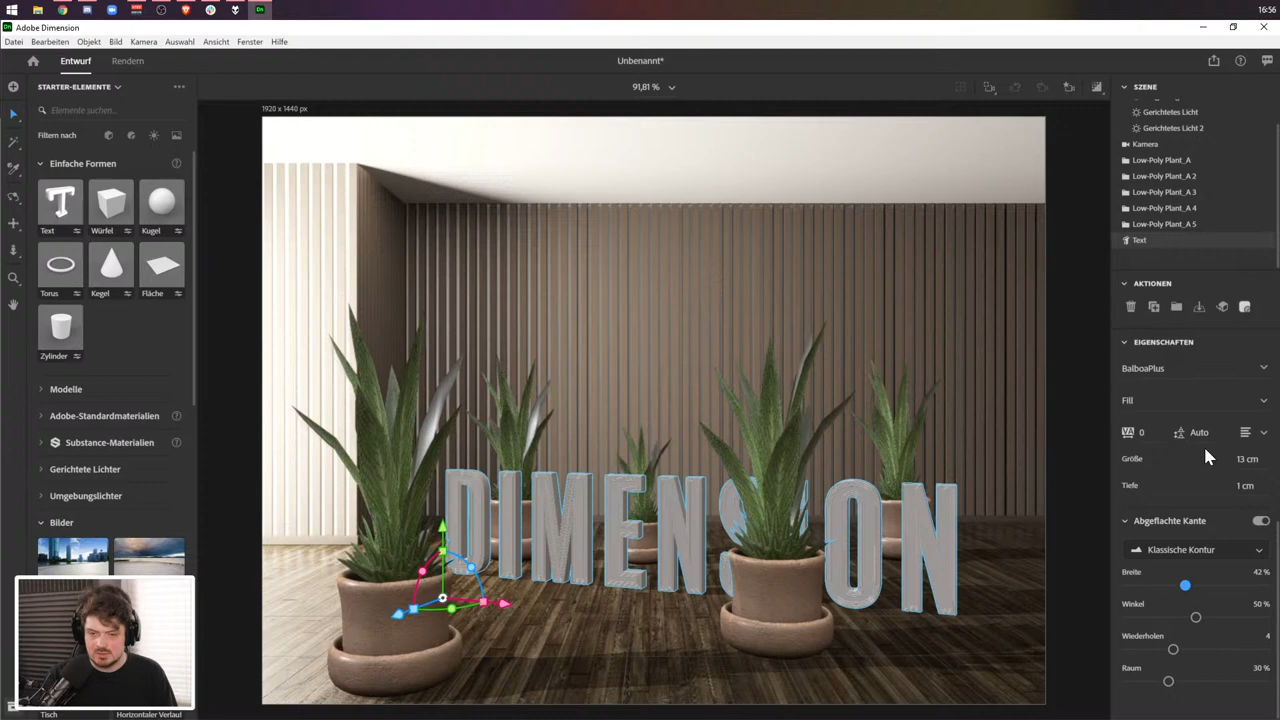 16:56
Adobe Dimension
Datei Bearbeiten Objekt Bild Kamera Auswahl Ansicht Fenster Hilfe
Entwurf Rendern Unbenannt*
STARTER-ELEMENTE
91,81 %
SZENE
1920 x 1440 px
Elemente suchen...
Gerichtetes Licht
Gerichtetes Licht 2
Filtern nach
Kamera
Einfache Formen
Low-Poly Plant_A
Low-Poly Plant_A 2
Low-Poly Plant_A 3
Low-Poly Plant_A 4
Low-Poly Plant_A 5
Text Würfel Kugel
Text
Torus Kegel Fläche
AKTIONEN
Zylinder
EIGENSCHAFTEN
BalboaPlus
Modelle
Fill
Adobe-Standardmaterialien
0 Auto
Substance-Materialien
Größe 13 cm
Gerichtete Lichter
Tiefe 1 cm
Umgebungslichter
Bilder
Abgeflachte Kante
Klassische Kontur
DIMENSION
Breite 42 %
Winkel 50 %
Wiederholen 4
Raum 30 %
Tisch Horizontaler Verlauf